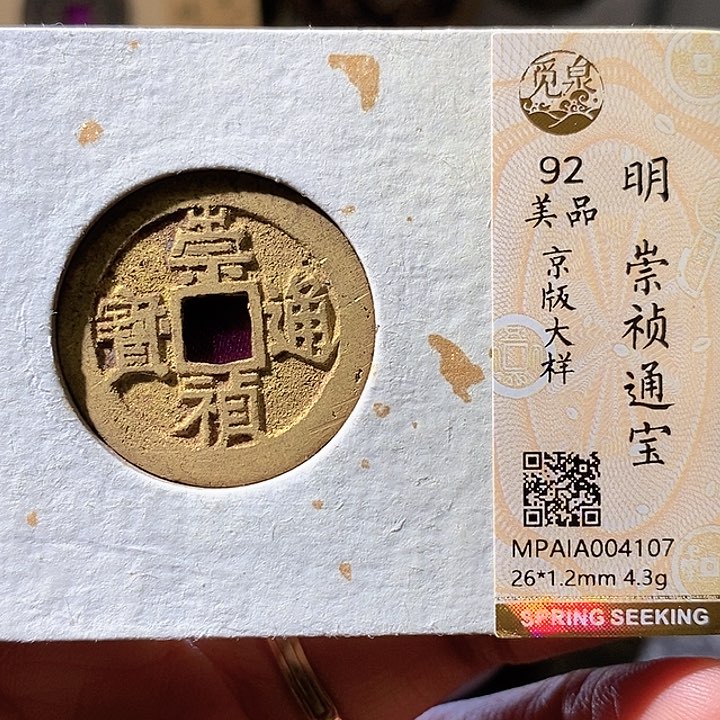 崇禎通寶
觅泉
明 崇祯通宝
92
美品
京版大样
MPAIA004107
26*1.2mm 4.3g
SPRING SEEKING